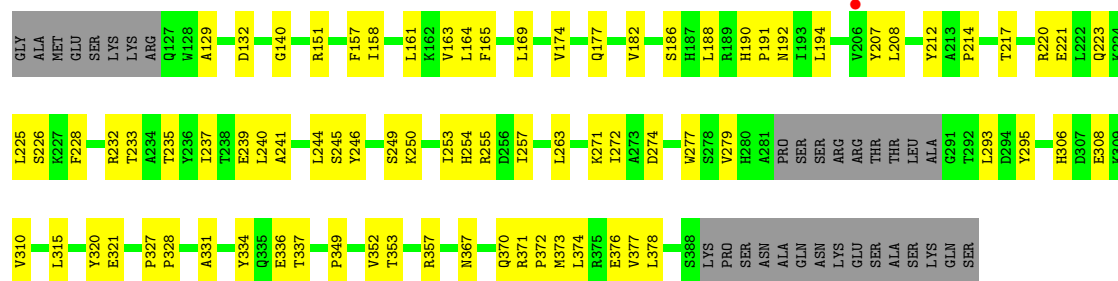 GLY ALA MET GLU SER LYS LYS ARG Q127 W128 A129 D132 G140 R151 F157 I158 L161 K162 V163 L164 F165 L169 V174 Q177 V182 S186 H187 L188 R189 H190 P191 N192 I193 L194 V206 Y207 L208 Y212 A213 P214 T217 R220 E221 L222 Q223 K224
L225 S226 K227 F228 R232 T233 A234 T235 Y236 I237 T238 E239 L240 A241 L244 S245 Y246 S249 K250 I253 H254 R255 D256 I257 L263 K271 I272 A273 D274 W277 S278 V279 H280 A281 PRO SER SER ARG ARG THR THR LEU ALA G291 T292 L293 D294 Y295 H306 D307 E308 K309
V310 L315 Y320 E321 P327 P328 A331 Y334 Q335 E336 T337 P349 V352 T353 R357 N367 Q370 R371 P372 M373 L374 R375 E376 V377 L378 S388 LYS PRO SER ASN ALA GLN ASN LYS GLU SER ALA SER LYS GLN SER